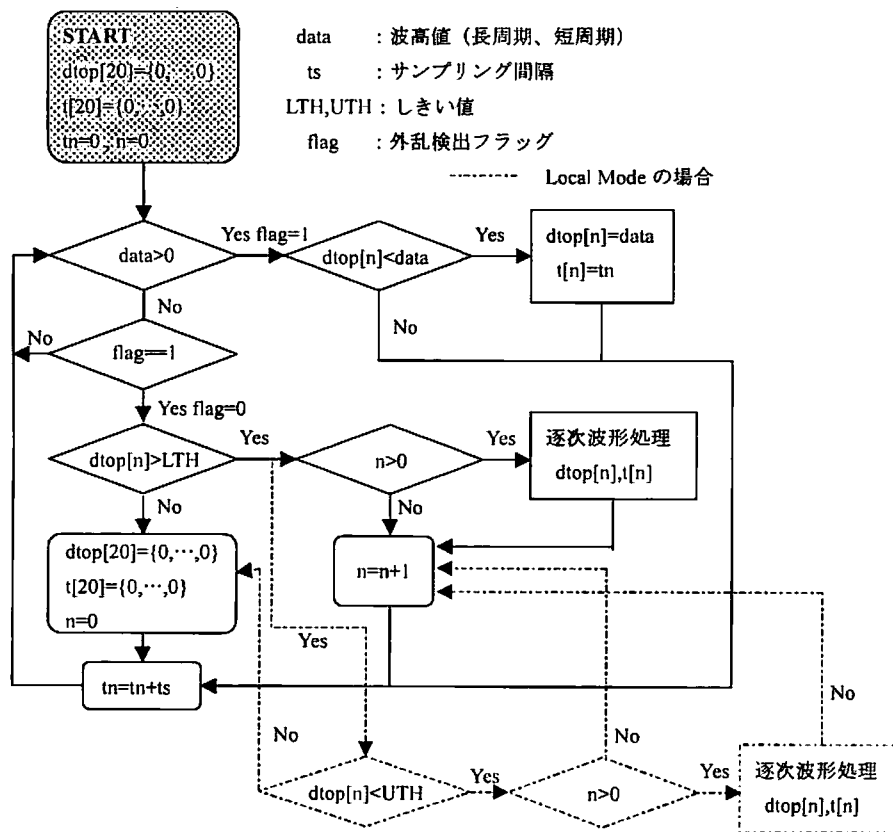 START
dtop[20]={0,…,0}
t[20]={0,…,0}
tn=0 , n=0
data :波高値（長周期、短周期）
ts :サンプリング間隔
LTH,UTH:しきい値
flag :外乱検出フラッグ
Local Mode の場合
data>0
Yes flag=1
dtop[n]<data
Yes
dtop[n]=data
t[n]=tn
No
No
No
flag==1
Yes flag=0
dtop[n]>LTH
Yes
n>0
Yes
逐次波形処理
dtop[n],t[n]
No
No
dtop[20]={0,…,0}
t[20]={0,…,0}
n=0
n=n+1
Yes
tn=tn+ts
No
No
No
dtop[n]<UTH
Yes
n>0
Yes
逐次波形処理
dtop[n],t[n]